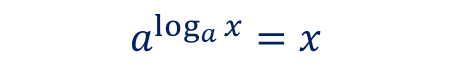 a^{log_a x} = x